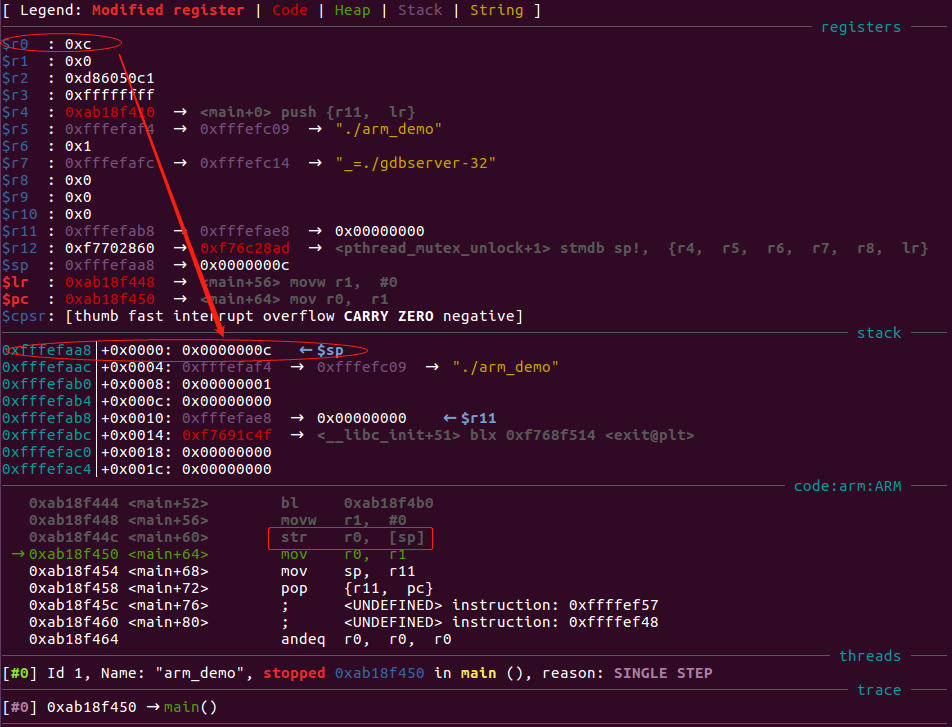 [ Legend: Modified register | Code | Heap | Stack | String ]
registers
$r0 : 0xc
$r1 : 0x0
$r2 : 0xd86050c1
$r3 : 0xffffffff
$r4 : 0xab18f410 → <main+0> push {r11, lr}
$r5 : 0xfffefaf4 → 0xfffefc09 → "./arm_demo"
$r6 : 0x1
$r7 : 0xfffefafc → 0xfffefc14 → "_=./gdbserver-32"
$r8 : 0x0
$r9 : 0x0
$r10 : 0x0
$r11 : 0xfffefab8 → 0xfffefae8 → 0x00000000
$r12 : 0xf7702860 → 0xf76c28ad → <pthread_mutex_unlock+1> stmdb sp!, {r4, r5, r6, r7, r8, lr}
$sp : 0xfffefaa8 → 0x0000000c
$lr : 0xab18f448 → <main+56> movw r1, #0
$pc : 0xab18f450 → <main+64> mov r0, r1
$cpsr: [thumb fast interrupt overflow CARRY ZERO negative]
stack
0xfffefaa8│+0x0000: 0x0000000c ←$sp
0xfffefaac│+0x0004: 0xfffefaf4 → 0xfffefc09 → "./arm_demo"
0xfffefab0│+0x0008: 0x00000001
0xfffefab4│+0x000c: 0x00000000
0xfffefab8│+0x0010: 0xfffefae8 → 0x00000000 ←$r11
0xfffefabc│+0x0014: 0xf7691c4f → <__libc_init+51> blx 0xf768f514 <exit@plt>
0xfffefac0│+0x0018: 0x00000000
0xfffefac4│+0x001c: 0x00000000
code:arm:ARM
0xab18f444 <main+52> bl 0xab18f4b0
0xab18f448 <main+56> movw r1, #0
0xab18f44c <main+60> str r0, [sp]
→0xab18f450 <main+64> mov r0, r1
0xab18f454 <main+68> mov sp, r11
0xab18f458 <main+72> pop {r11, pc}
0xab18f45c <main+76> ; <UNDEFINED> instruction: 0xffffef57
0xab18f460 <main+80> ; <UNDEFINED> instruction: 0xffffef48
0xab18f464 andeq r0, r0, r0
threads
[#0] Id 1, Name: "arm_demo", stopped 0xab18f450 in main (), reason: SINGLE STEP
trace
[#0] 0xab18f450 →main()